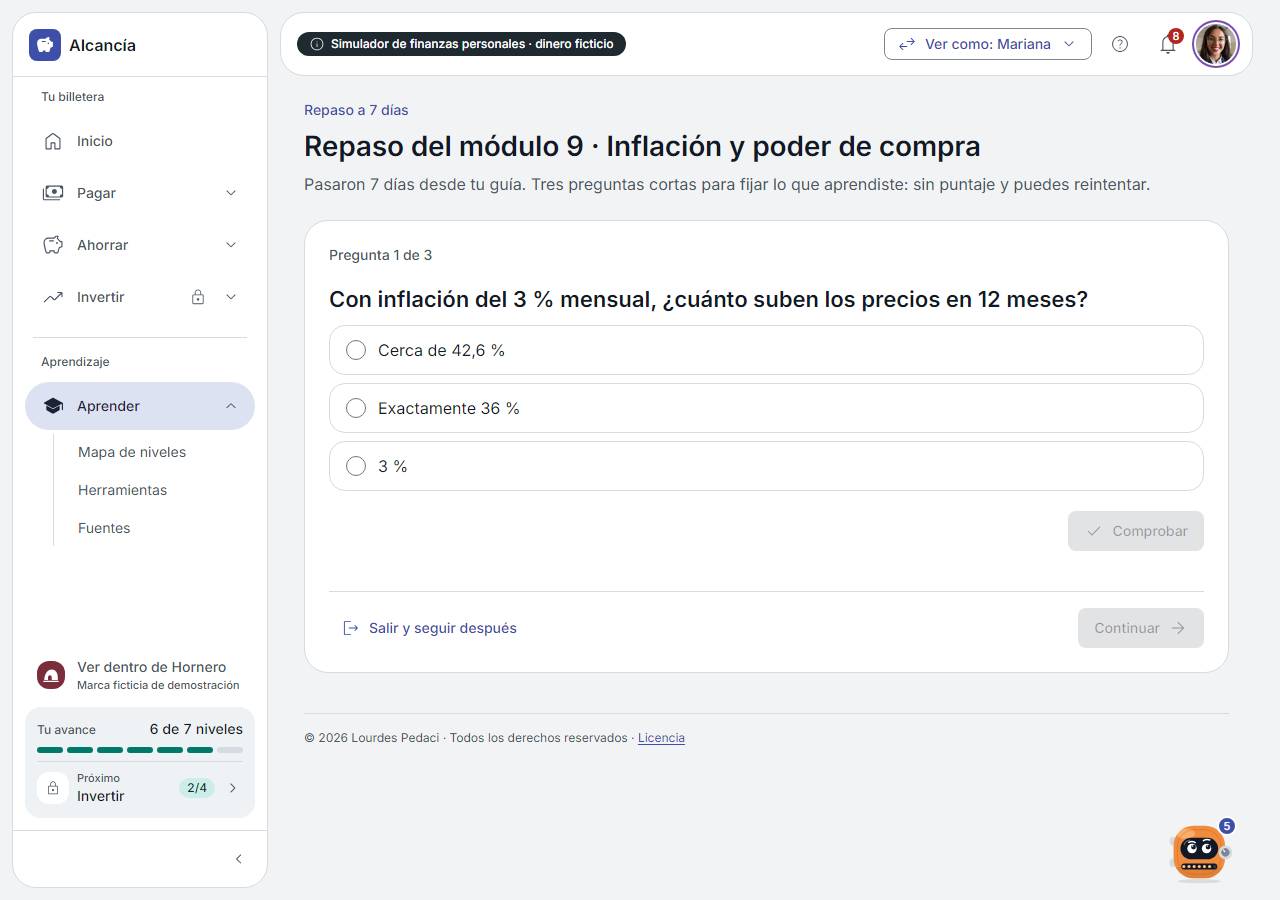 Alcancía
Tu billetera
Inicio
Pagar
Ahorrar
Invertir
Aprendizaje
Aprender
Mapa de niveles
Herramientas
Fuentes
Ver dentro de Hornero
Marca ficticia de demostración
Tu avance 6 de 7 niveles
Próximo
Invertir 2/4
Simulador de finanzas personales · dinero ficticio
Ver como: Mariana
8
Repaso a 7 días
Repaso del módulo 9 · Inflación y poder de compra
Pasaron 7 días desde tu guía. Tres preguntas cortas para fijar lo que aprendiste: sin puntaje y puedes reintentar.
Pregunta 1 de 3
Con inflación del 3 % mensual, ¿cuánto suben los precios en 12 meses?
Cerca de 42,6 %
Exactamente 36 %
3 %
Comprobar
Salir y seguir después
Continuar
© 2026 Lourdes Pedaci · Todos los derechos reservados · Licencia
5